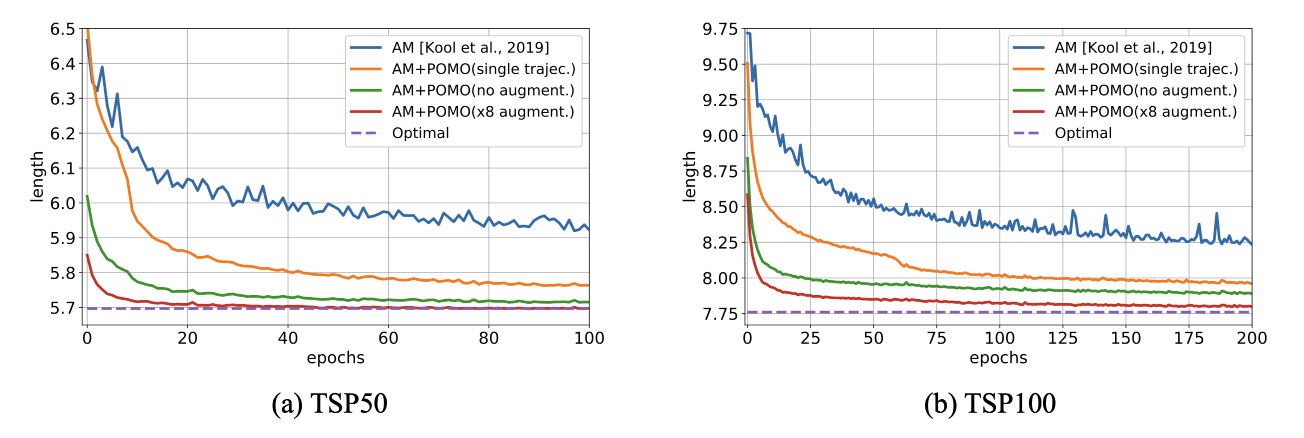 6.5
6.4
6.3
6.2
6.1
6.0
5.9
5.8
5.7
length
AM [Kool et al., 2019]
AM+POMO(single trajec.)
AM+POMO(no augment.)
AM+POMO(x8 augment.)
Optimal
0 20 40 60 80 100
epochs
(a) TSP50
9.75
9.50
9.25
9.00
8.75
8.50
8.25
8.00
7.75
length
AM [Kool et al., 2019]
AM+POMO(single trajec.)
AM+POMO(no augment.)
AM+POMO(x8 augment.)
Optimal
0 25 50 75 100 125 150 175 200
epochs
(b) TSP100